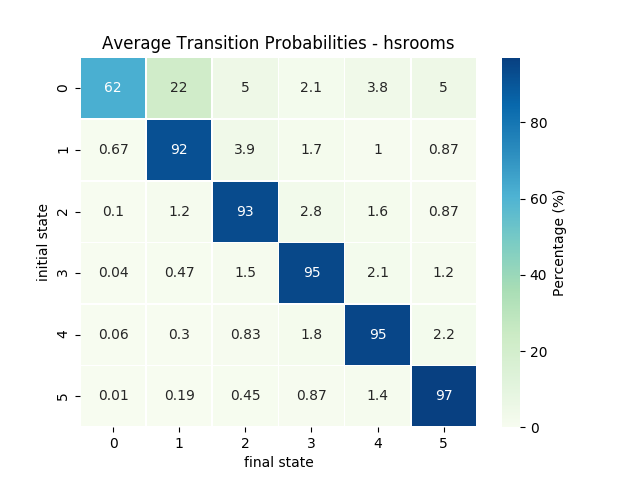 Average Transition Probabilities - hsrooms
0 62 22 5 2.1 3.8 5
1 0.67 92 3.9 1.7 1 0.87
2 0.1 1.2 93 2.8 1.6 0.87
3 0.04 0.47 1.5 95 2.1 1.2
4 0.06 0.3 0.83 1.8 95 2.2
5 0.01 0.19 0.45 0.87 1.4 97
0 1 2 3 4 5
final state
initial state
80
60
40
20
0
Percentage (%)